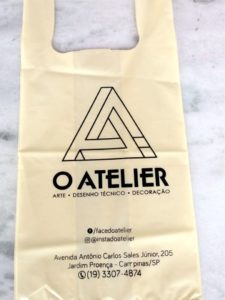 O ATELIER
ARTE • DESENHO TÉCNICO • DECORAÇÃO
/facedoatelier
@instadoatelier
Avenida Antônio Carlos Sales Júnior, 205
Jardim Proença - Campinas/SP
(19) 3307-4874